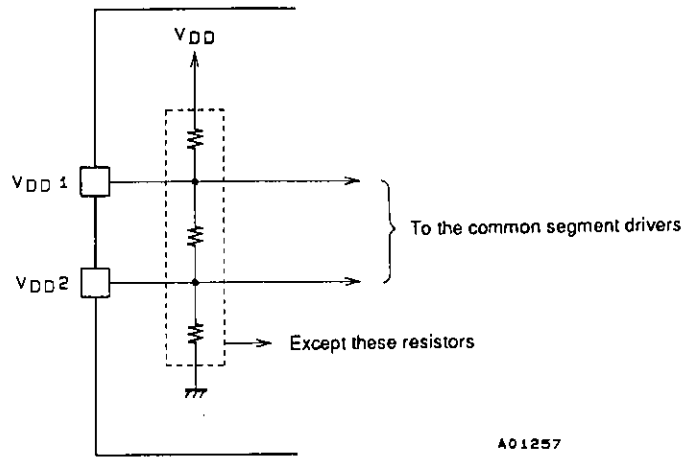 VDD
VDD1
To the common segment drivers
VDD2
Except these resistors
A01257